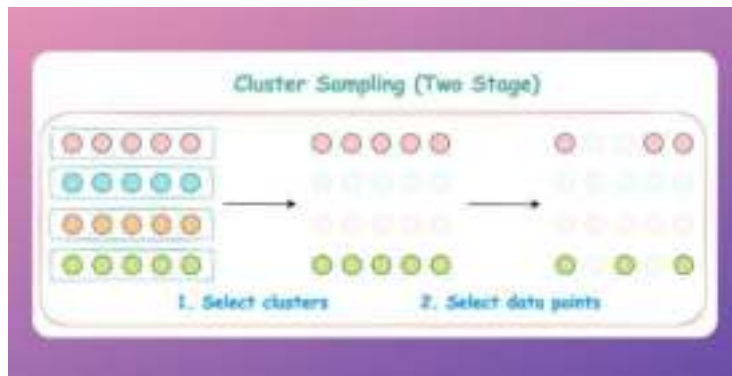 Cluster Sampling (Two Stage)
1. Select clusters
2. Select data points